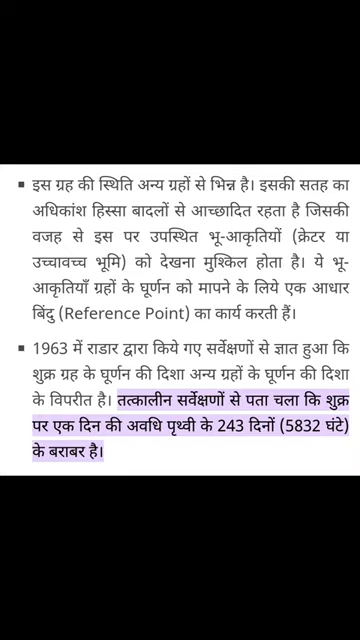 ▪ इस ग्रह की स्थिति अन्य ग्रहों से भिन्न है। इसकी सतह का
अधिकांश हिस्सा बादलों से आच्छादित रहता है जिसकी
वजह से इस पर उपस्थित भू-आकृतियों (क्रेटर या
उच्चावच्च भूमि) को देखना मुश्किल होता है। ये भू-
आकृतियाँ ग्रहों के घूर्णन को मापने के लिये एक आधार
बिंदु (Reference Point) का कार्य करती हैं।
▪ 1963 में राडार द्वारा किये गए सर्वेक्षणों से ज्ञात हुआ कि
शुक्र ग्रह के घूर्णन की दिशा अन्य ग्रहों के घूर्णन की दिशा
के विपरीत है। तत्कालीन सर्वेक्षणों से पता चला कि शुक्र
पर एक दिन की अवधि पृथ्वी के 243 दिनों (5832 घंटे)
के बराबर है।